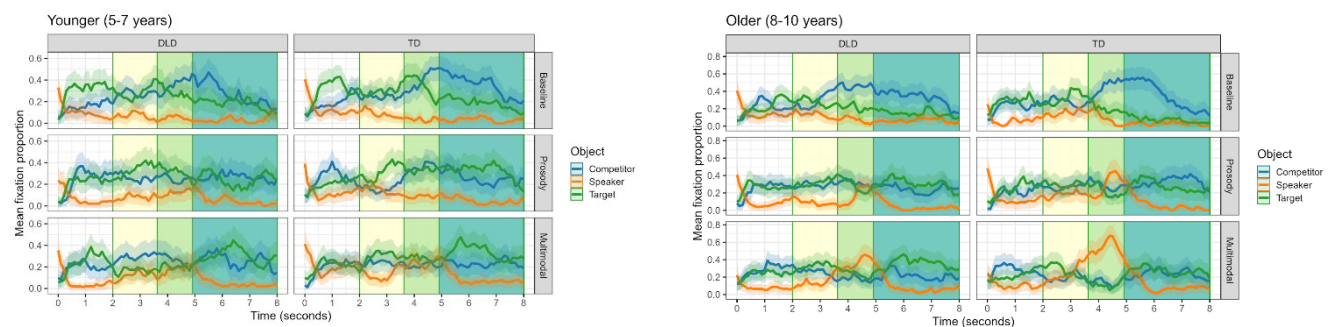 Younger (5-7 years)
DLD
TD
Mean fixation proportion
0.6
0.4
0.2
0.0
Baseline
0.6
0.4
0.2
0.0
Prosody
0.6
0.4
0.2
0.0
Multimodal
0 1 2 3 4 5 6 7 8
0 1 2 3 4 5 6 7 8
Time (seconds)
Object
Competitor
Speaker
Target
Older (8-10 years)
DLD
TD
Mean fixation proportion
0.8
0.6
0.4
0.2
0.0
Baseline
0.8
0.6
0.4
0.2
0.0
Prosody
0.8
0.6
0.4
0.2
0.0
Multimodal
0 1 2 3 4 5 6 7 8
0 1 2 3 4 5 6 7 8
Time (seconds)
Object
Competitor
Speaker
Target